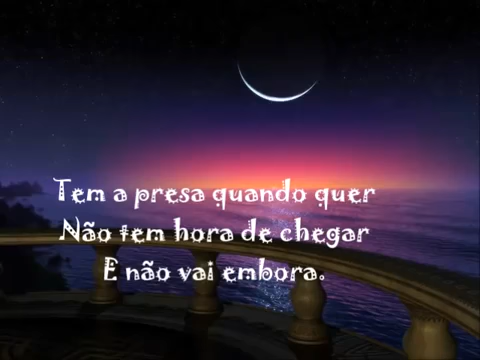 Tem a presa quando quer
Não tem hora de chegar
E não vai embora.